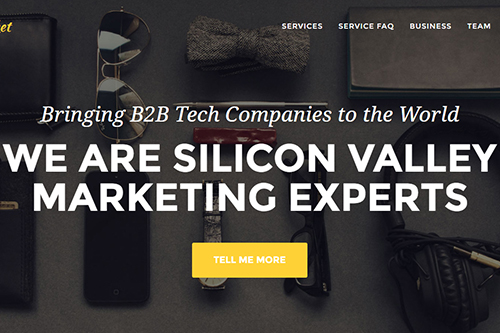 SERVICES SERVICE FAQ BUSINESS TEAM
Bringing B2B Tech Companies to the World
WE ARE SILICON VALLEY
MARKETING EXPERTS
TELL ME MORE